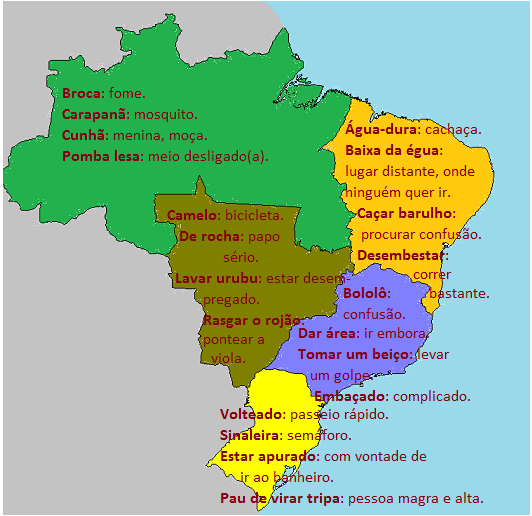 Broca: fome.
Carapanã: mosquito.
Cunhã: menina, moça.
Pomba lesa: meio desligado(a).
Água-dura: cachaça.
Baixa da égua:
lugar distante, onde
ninguém quer ir.
Caçar barulho:
procurar confusão.
Desembestar:
correr
bastante.
Camelo: bicicleta.
De rocha: papo
sério.
Lavar urubu: estar desem-
pregado.
Rasgar o rojão:
pontear a
viola.
Bololô:
confusão.
Dar área: ir embora.
Tomar um beiço: levar
um golpe.
Embaçado: complicado.
Volteado: passeio rápido.
Sinaleira: semáforo.
Estar apurado: com vontade de
ir ao banheiro.
Pau de virar tripa: pessoa magra e alta.